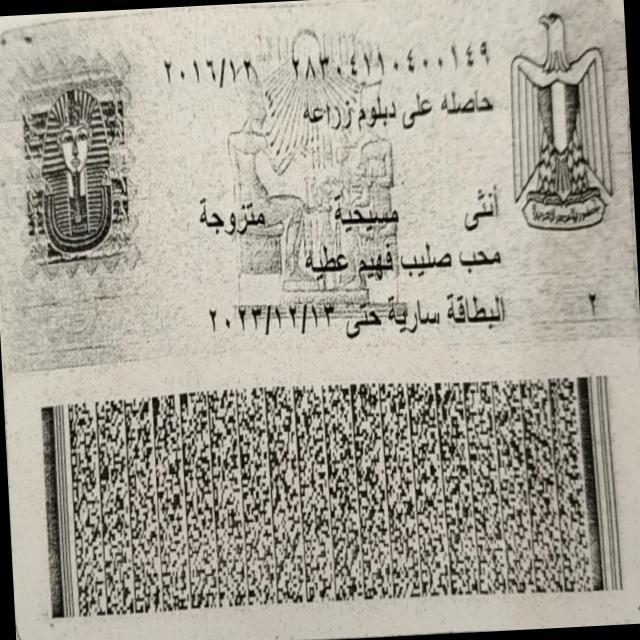 ٢٨٣٠٤١١٠٤٠٠١٤٩ ٢٠١٦/١٢
حاصله على دبلوم زراعه
أنثى مسيحية متزوجة
محب صليب فهيم عطيه
البطاقة سارية حتى ٢٠٢٣/١٢/١٣
٢
جمهورية مصر العربية